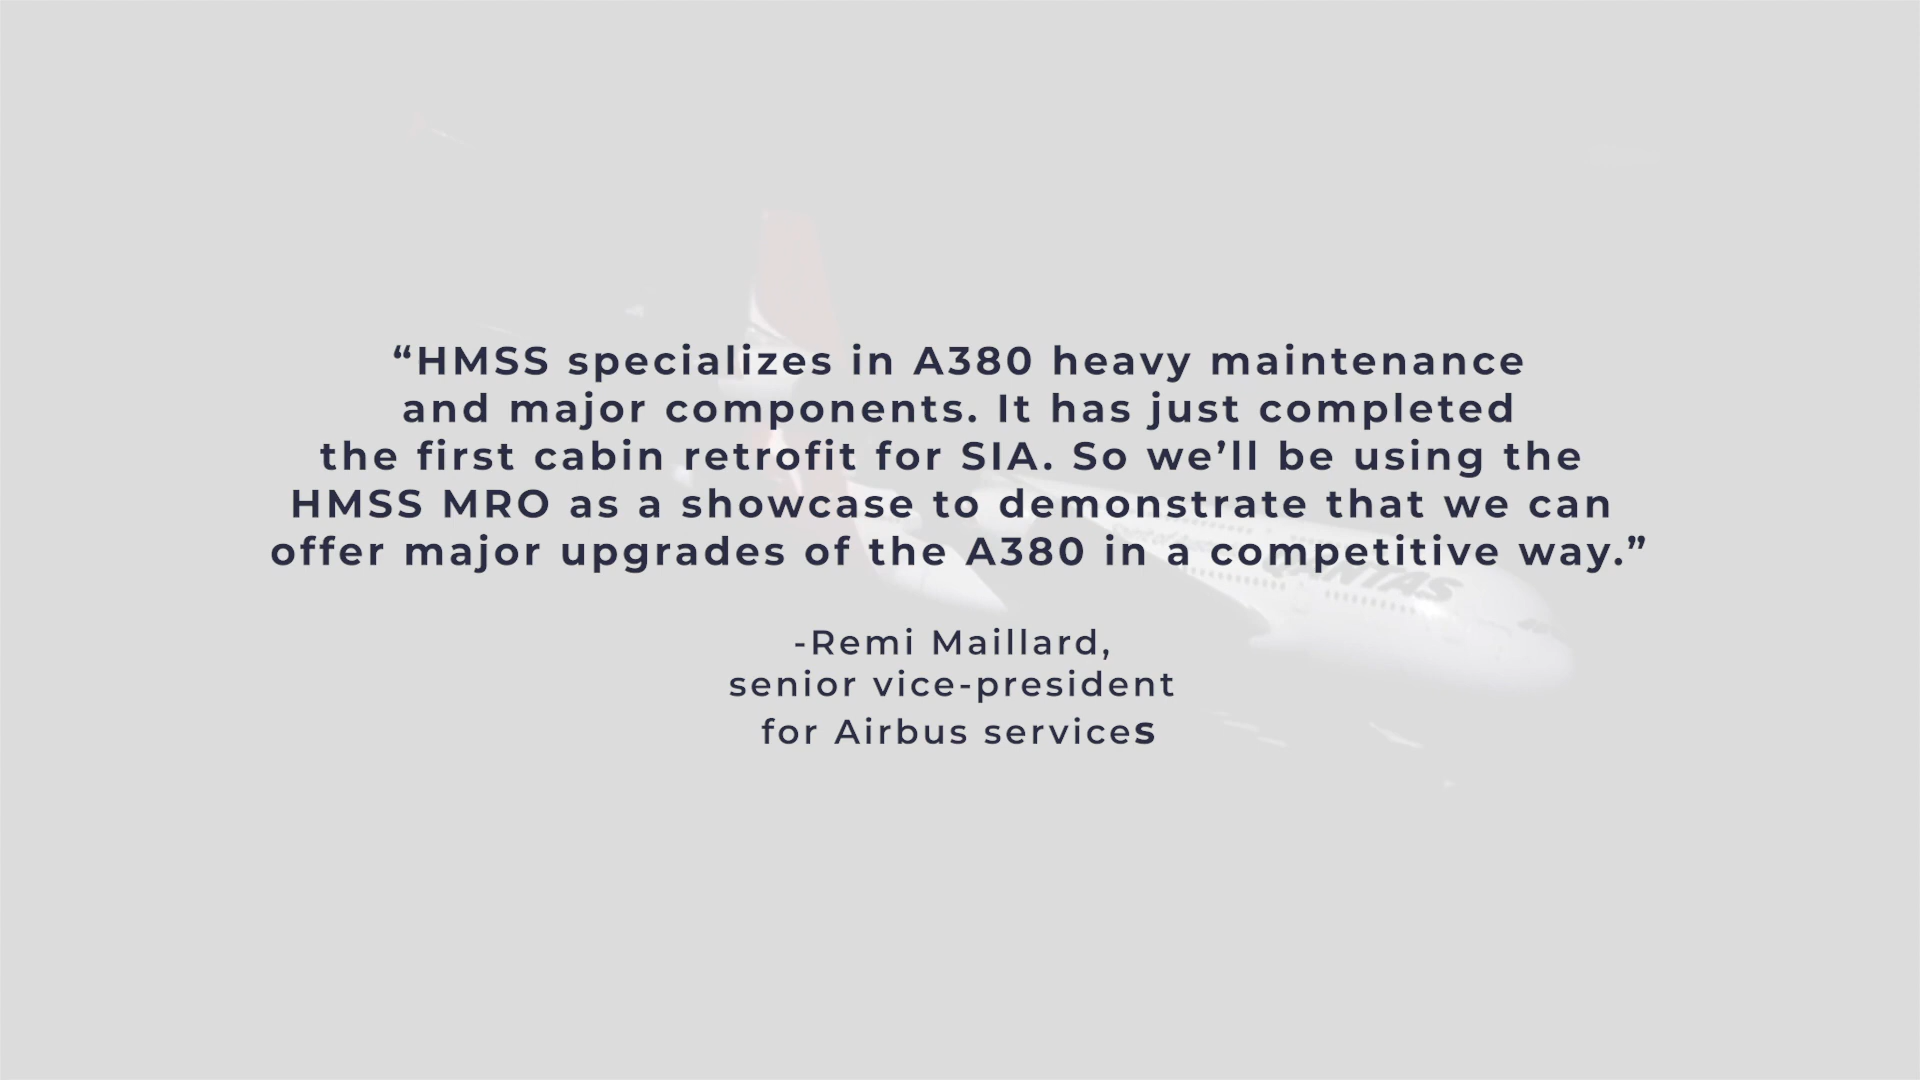 “HMSS specializes in A380 heavy maintenance
and major components. It has just completed
the first cabin retrofit for SIA. So we’ll be using the
HMSS MRO as a showcase to demonstrate that we can
offer major upgrades of the A380 in a competitive way.”
QANTAS
-Remi Maillard,
senior vice-president
for Airbus services